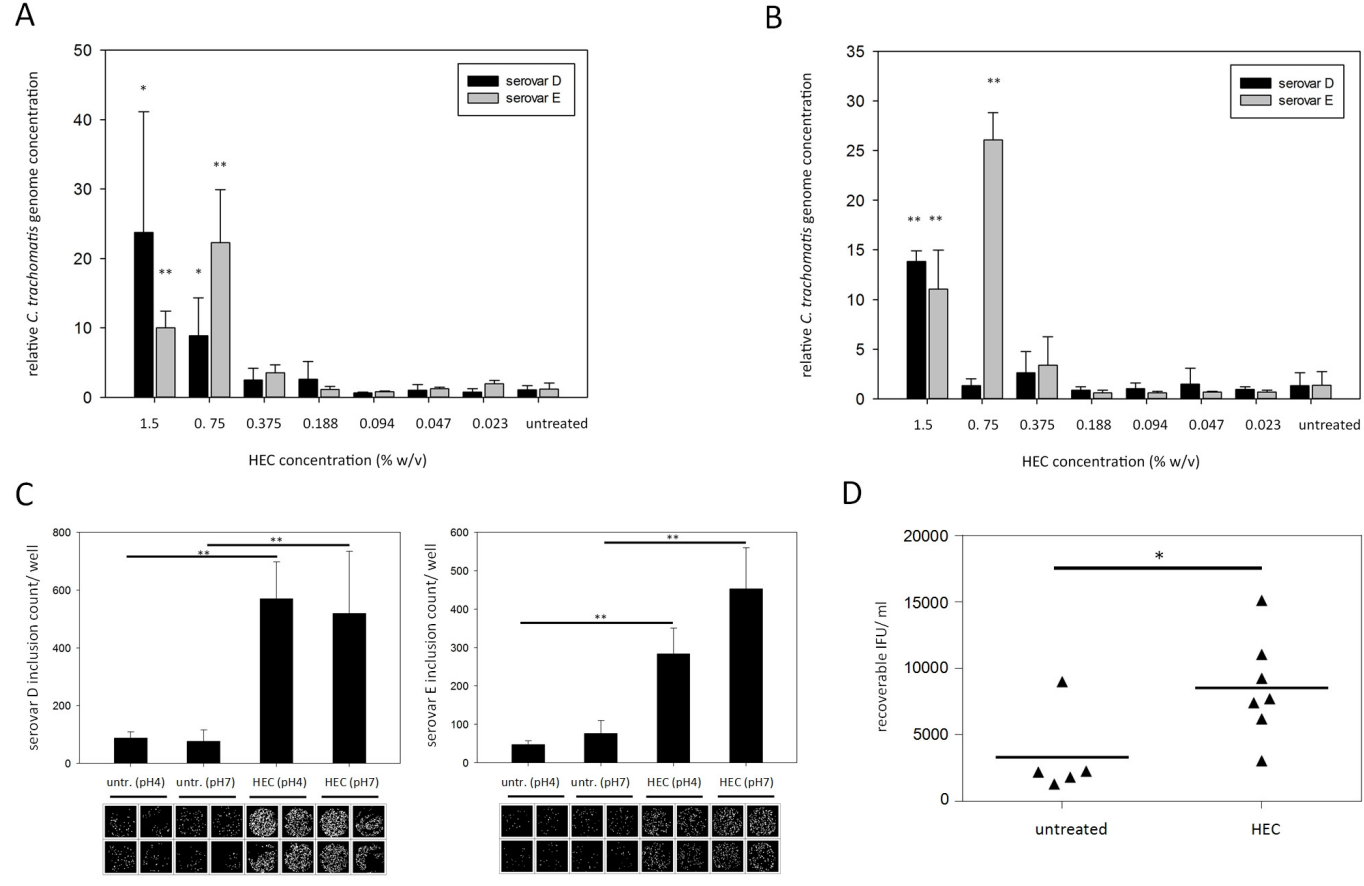 A
relative C. trachomatis genome concentration
50
40
30
20
10
0
serovar D
serovar E
*
**
*
**
1.5 0. 75 0.375 0.188 0.094 0.047 0.023 untreated
HEC concentration (% w/v)
B
relative C. trachomatis genome concentration
35
30
25
20
15
10
5
0
serovar D
serovar E
** **
**
1.5 0. 75 0.375 0.188 0.094 0.047 0.023 untreated
HEC concentration (% w/v)
C
serovar D inclusion count/ well
800
600
400
200
0
**
**
untr. (pH4) untr. (pH7) HEC (pH4) HEC (pH7)
serovar E inclusion count/ well
600
500
400
300
200
100
0
**
**
untr. (pH4) untr. (pH7) HEC (pH4) HEC (pH7)
D
recoverable IFU/ ml
20000
15000
10000
5000
0
*
untreated HEC